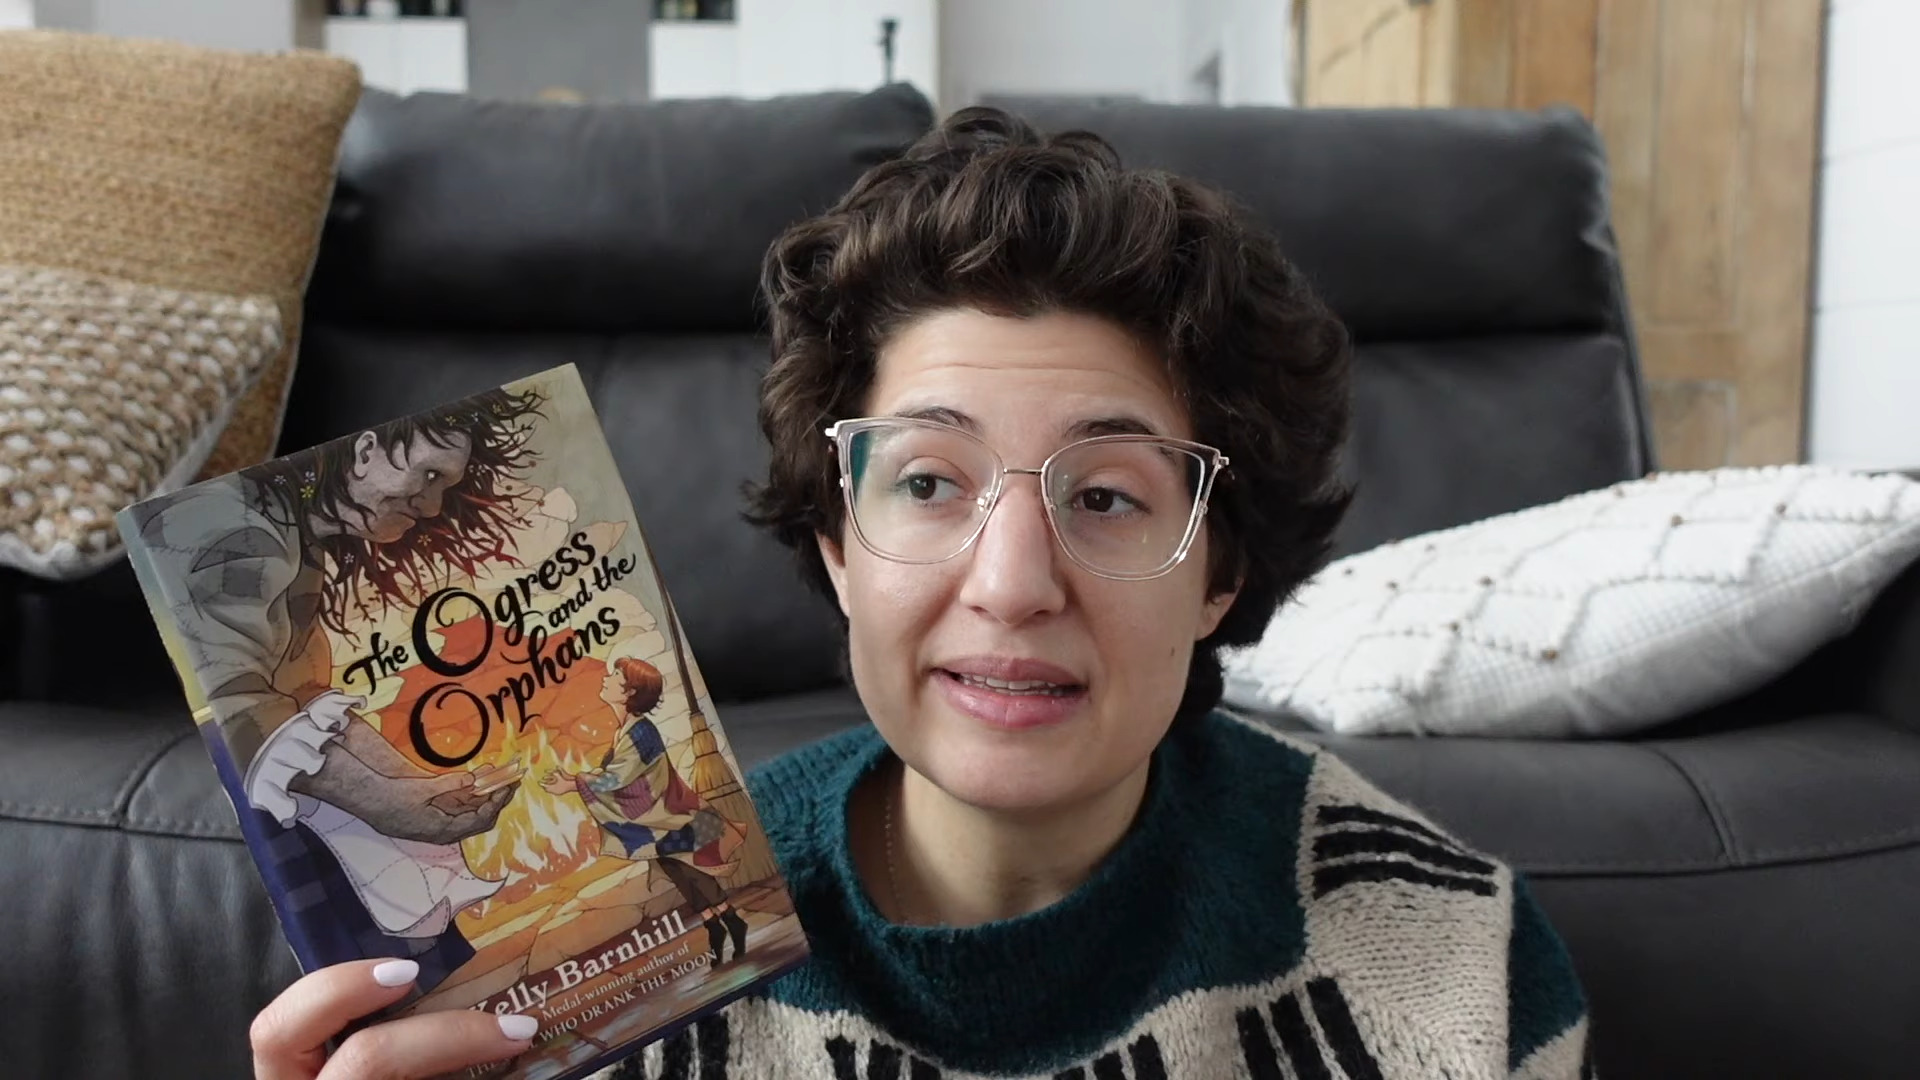 The Ogress
and the
Orphans
Kelly Barnhill
Medal-winning author of
WHO DRANK THE MOON